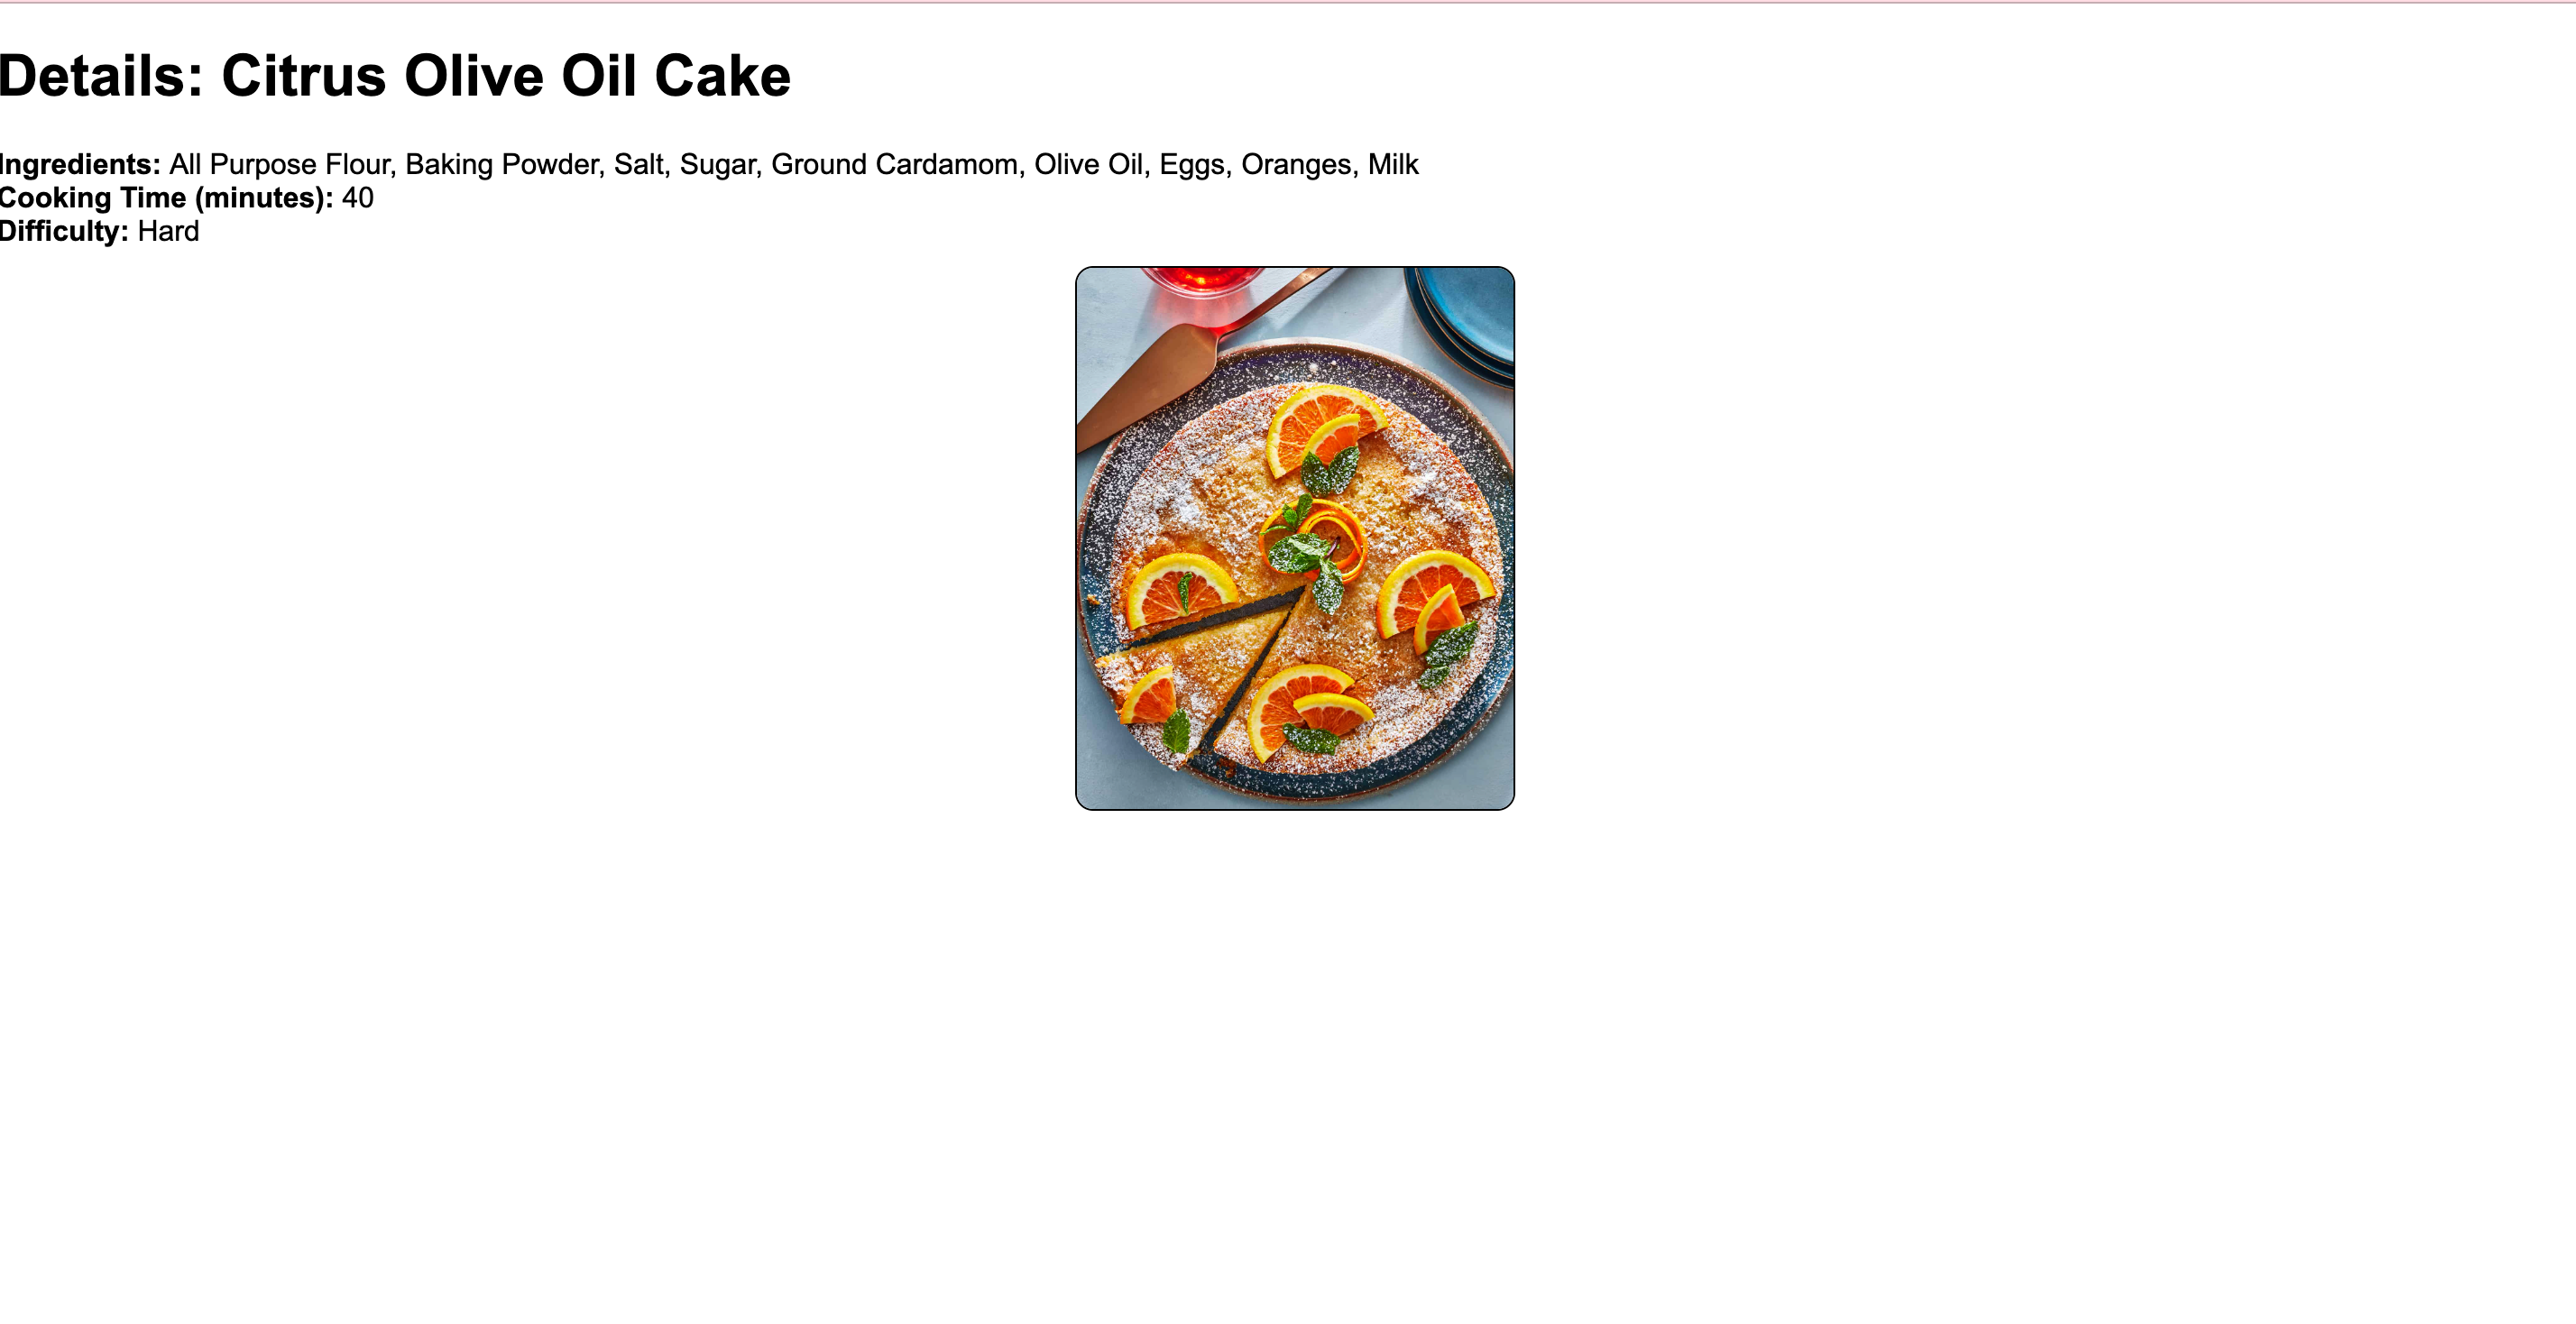 Details: Citrus Olive Oil Cake
Ingredients: All Purpose Flour, Baking Powder, Salt, Sugar, Ground Cardamom, Olive Oil, Eggs, Oranges, Milk
Cooking Time (minutes): 40
Difficulty: Hard